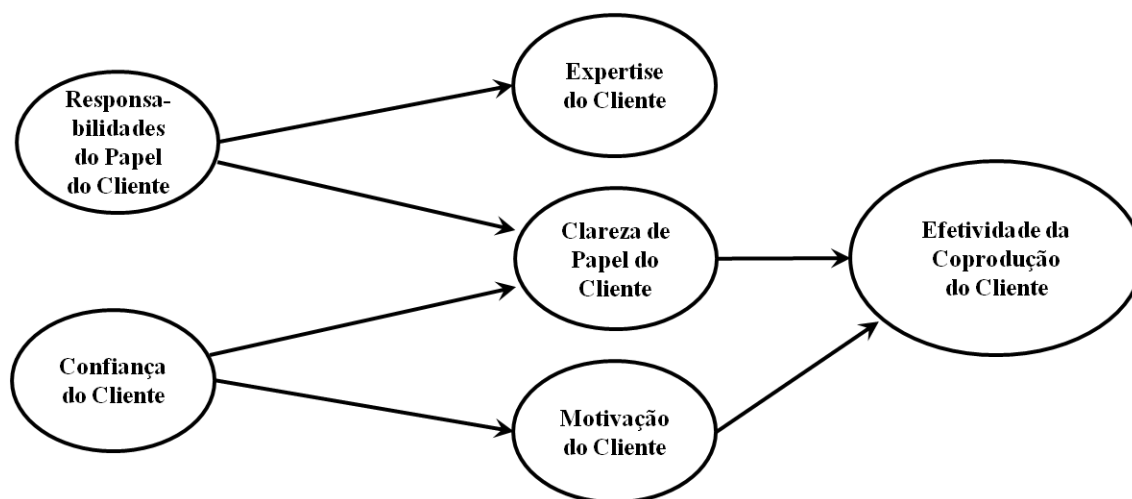 Responsa-
bilidades
do Papel
do Cliente
Confiança
do Cliente
Expertise
do Cliente
Clareza de
Papel do
Cliente
Motivação
do Cliente
Efetividade da
Coprodução
do Cliente